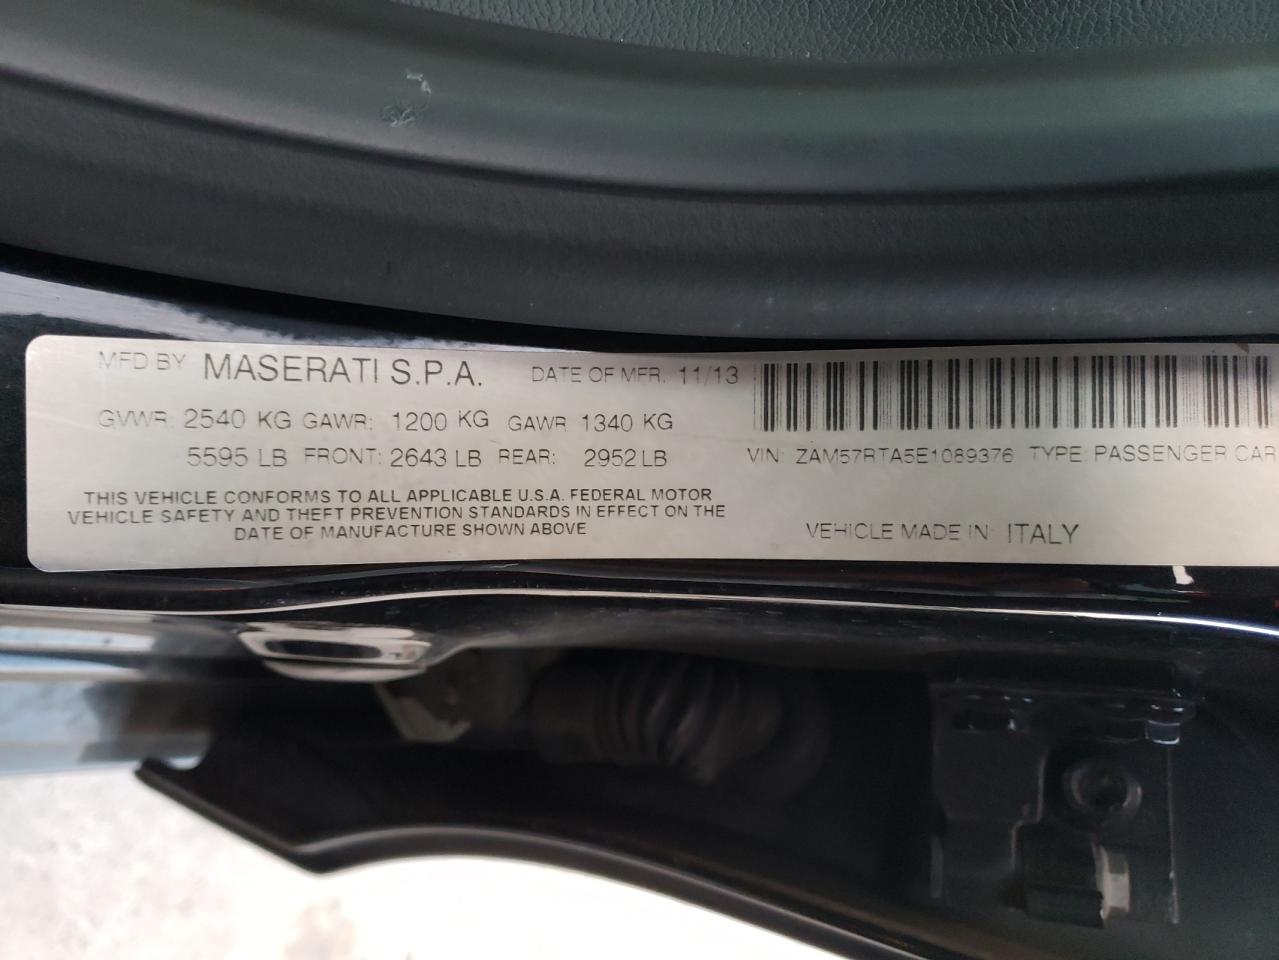 MFD BY MASERATI S.P.A. DATE OF MFR. 11/13
GVWR: 2540 KG GAWR: 1200 KG GAWR 1340 KG
5595 LB FRONT: 2643 LB REAR: 2952 LB
VIN: ZAM57RTA5E1089376 TYPE: PASSENGER CAR
THIS VEHICLE CONFORMS TO ALL APPLICABLE U.S.A. FEDERAL MOTOR
VEHICLE SAFETY AND THEFT PREVENTION STANDARDS IN EFFECT ON THE
DATE OF MANUFACTURE SHOWN ABOVE
VEHICLE MADE IN: ITALY